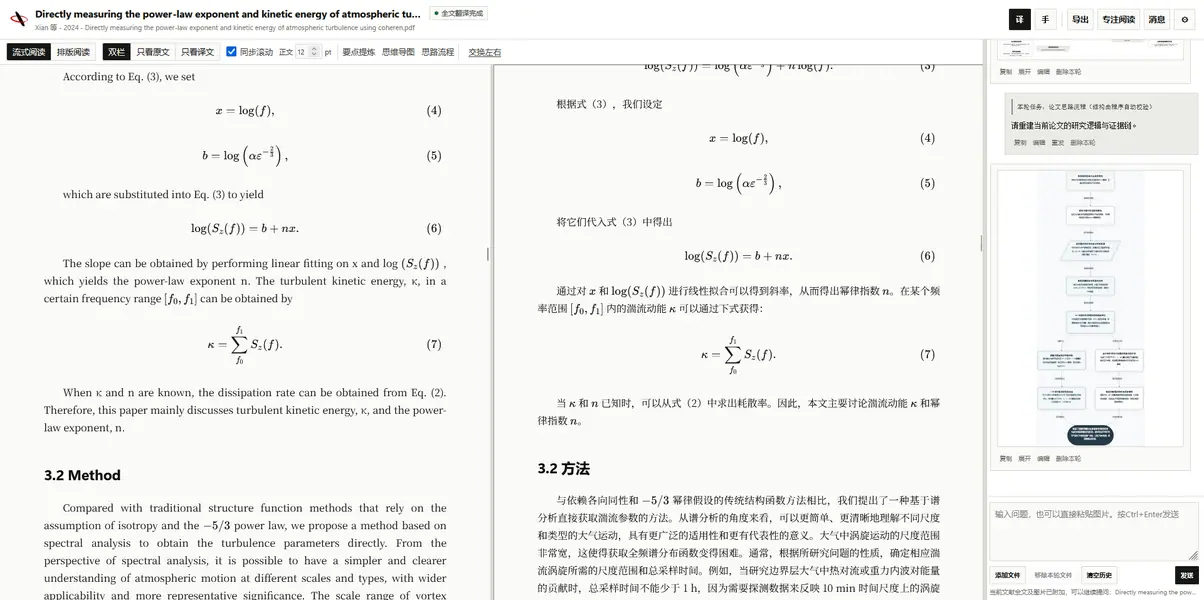 Directly measuring the power-law exponent and kinetic energy of atmospheric tu...
全文翻译完成
Xian 等 - 2024 - Directly measuring the power-law exponent and kinetic energy of atmospheric turbulence using coheren.pdf
译 手 导出 专注阅读 消息
流式阅读 排版阅读 双栏 只看原文 只看译文 同步滚动 正文 12 pt 要点提炼 思维导图 思路流程 交换左右
According to Eq. (3), we set
x = log(f), (4)
b = log(αε^{-2/3}), (5)
which are substituted into Eq. (3) to yield
log(S_z(f)) = b + nx. (6)
The slope can be obtained by performing linear fitting on x and log (S_z(f)) ,
which yields the power-law exponent n. The turbulent kinetic energy, κ, in a
certain frequency range [f_0, f_1] can be obtained by
κ = ∑_{f_0}^{f_1} S_z(f). (7)
When κ and n are known, the dissipation rate can be obtained from Eq. (2).
Therefore, this paper mainly discusses turbulent kinetic energy, κ, and the power-
law exponent, n.
3.2 Method
Compared with traditional structure function methods that rely on the
assumption of isotropy and the −5/3 power law, we propose a method based on
spectral analysis to obtain the turbulence parameters directly. From the
perspective of spectral analysis, it is possible to have a simpler and clearer
understanding of atmospheric motion at different scales and types, with wider
applicability and more representative significance. The scale range of vortex
根据式（3），我们设定
x = log(f), (4)
b = log(αε^{-2/3}), (5)
将它们代入式（3）中得出
log(S_z(f)) = b + nx. (6)
通过对 x 和 log(S_z(f)) 进行线性拟合可以得到斜率，从而得出幂律指数 n。在某个频
率范围 [f_0, f_1] 内的湍流动能 κ 可以通过下式获得：
κ = ∑_{f_0}^{f_1} S_z(f). (7)
当 κ 和 n 已知时，可以从式（2）中求出耗散率。因此，本文主要讨论湍流动能 κ 和幂
律指数 n。
3.2 方法
与依赖各向同性和 −5/3 幂律假设的传统结构函数方法相比，我们提出了一种基于谱
分析直接获取湍流参数的方法。从谱分析的角度来看，可以更简单、更清晰地理解不同尺度
和类型的大气运动，具有更广泛的适用性和更有代表性的意义。大气中涡旋运动的尺度范围
非常宽，这使得获取全频谱分布函数变得困难。通常，根据所研究问题的性质，确定相应湍
流涡旋所需的尺度范围和总采样时间。例如，当研究边界层大气中热对流或重力内波对能量
的贡献时，总采样时间不能少于 1 h，因为需要探测数据来反映 10 min 时间尺度上的涡旋
复制 展开 编辑 删除本轮
本轮任务：论文思路流程（结构由程序自动校验）
请重建当前论文的研究逻辑与证据链。
复制 编辑 重发 删除本轮
复制 展开 编辑 删除本轮
输入问题，也可以直接粘贴图片。按Ctrl+Enter发送
添加文件 移除本轮文件 清空历史 发送
当前文献全文及图片已附加，可以继续提问：Directly measuring the pow...